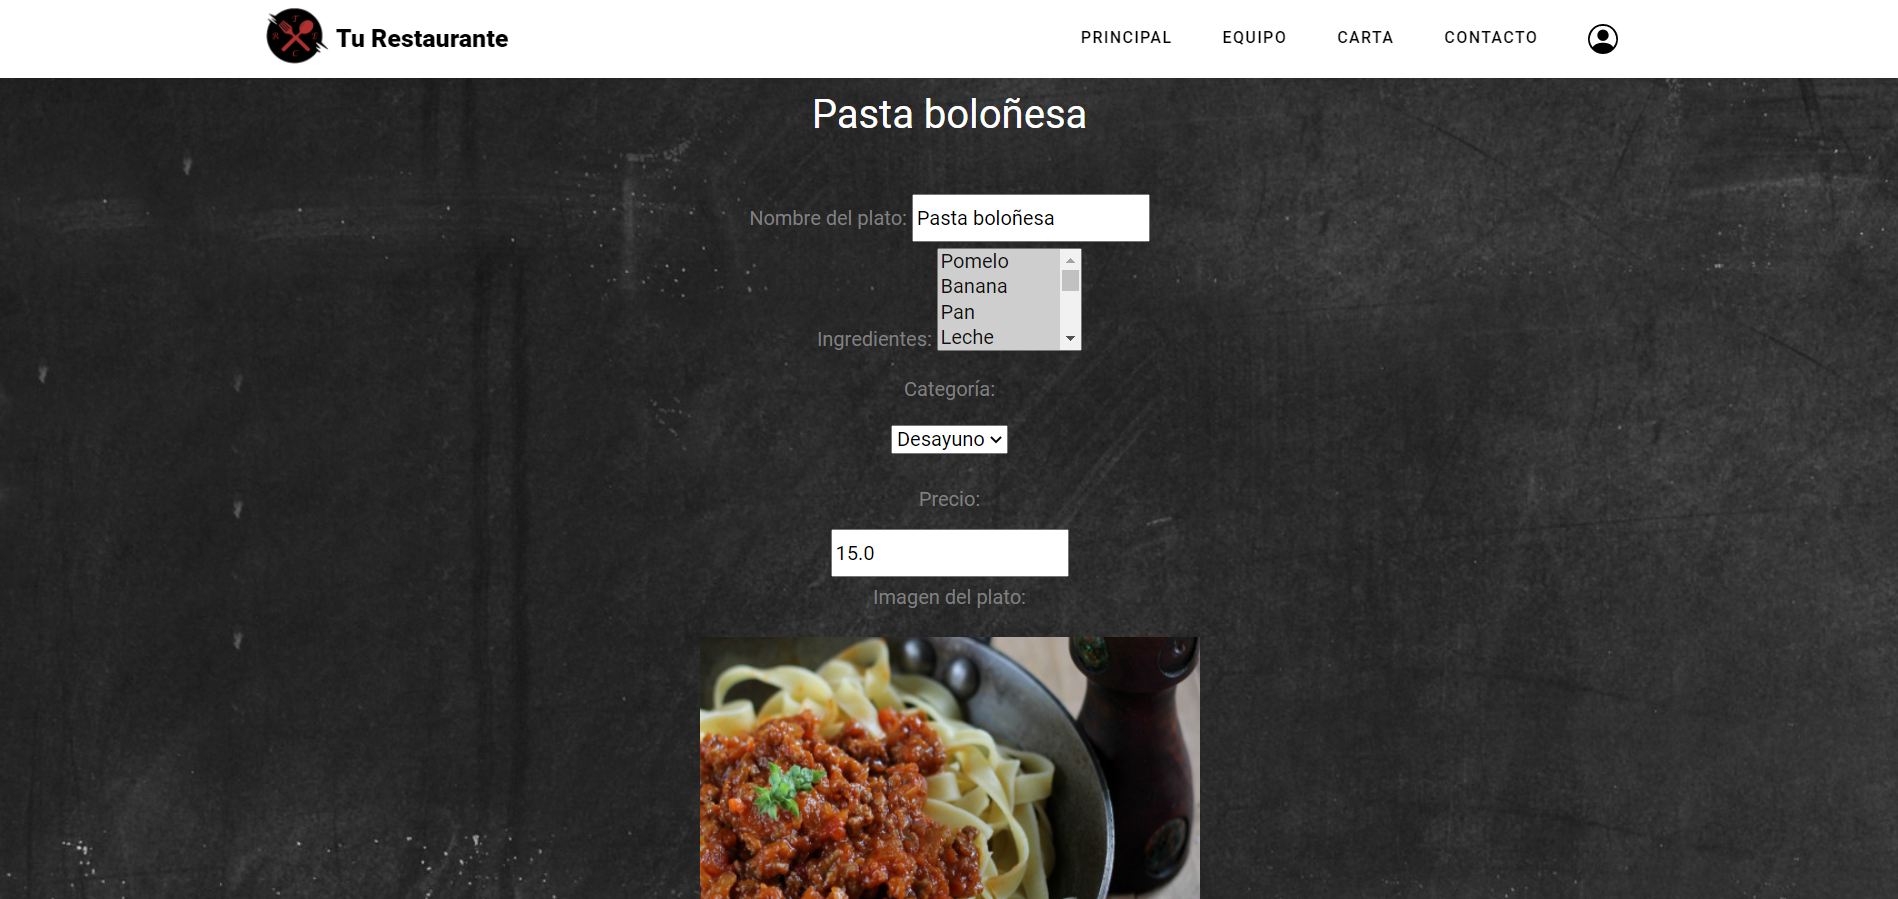 Tu Restaurante
PRINCIPAL EQUIPO CARTA CONTACTO
Pasta boloñesa
Nombre del plato: Pasta boloñesa
Pomelo
Banana
Pan
Leche
Ingredientes:
Categoría:
Desayuno
Precio:
15.0
Imagen del plato: